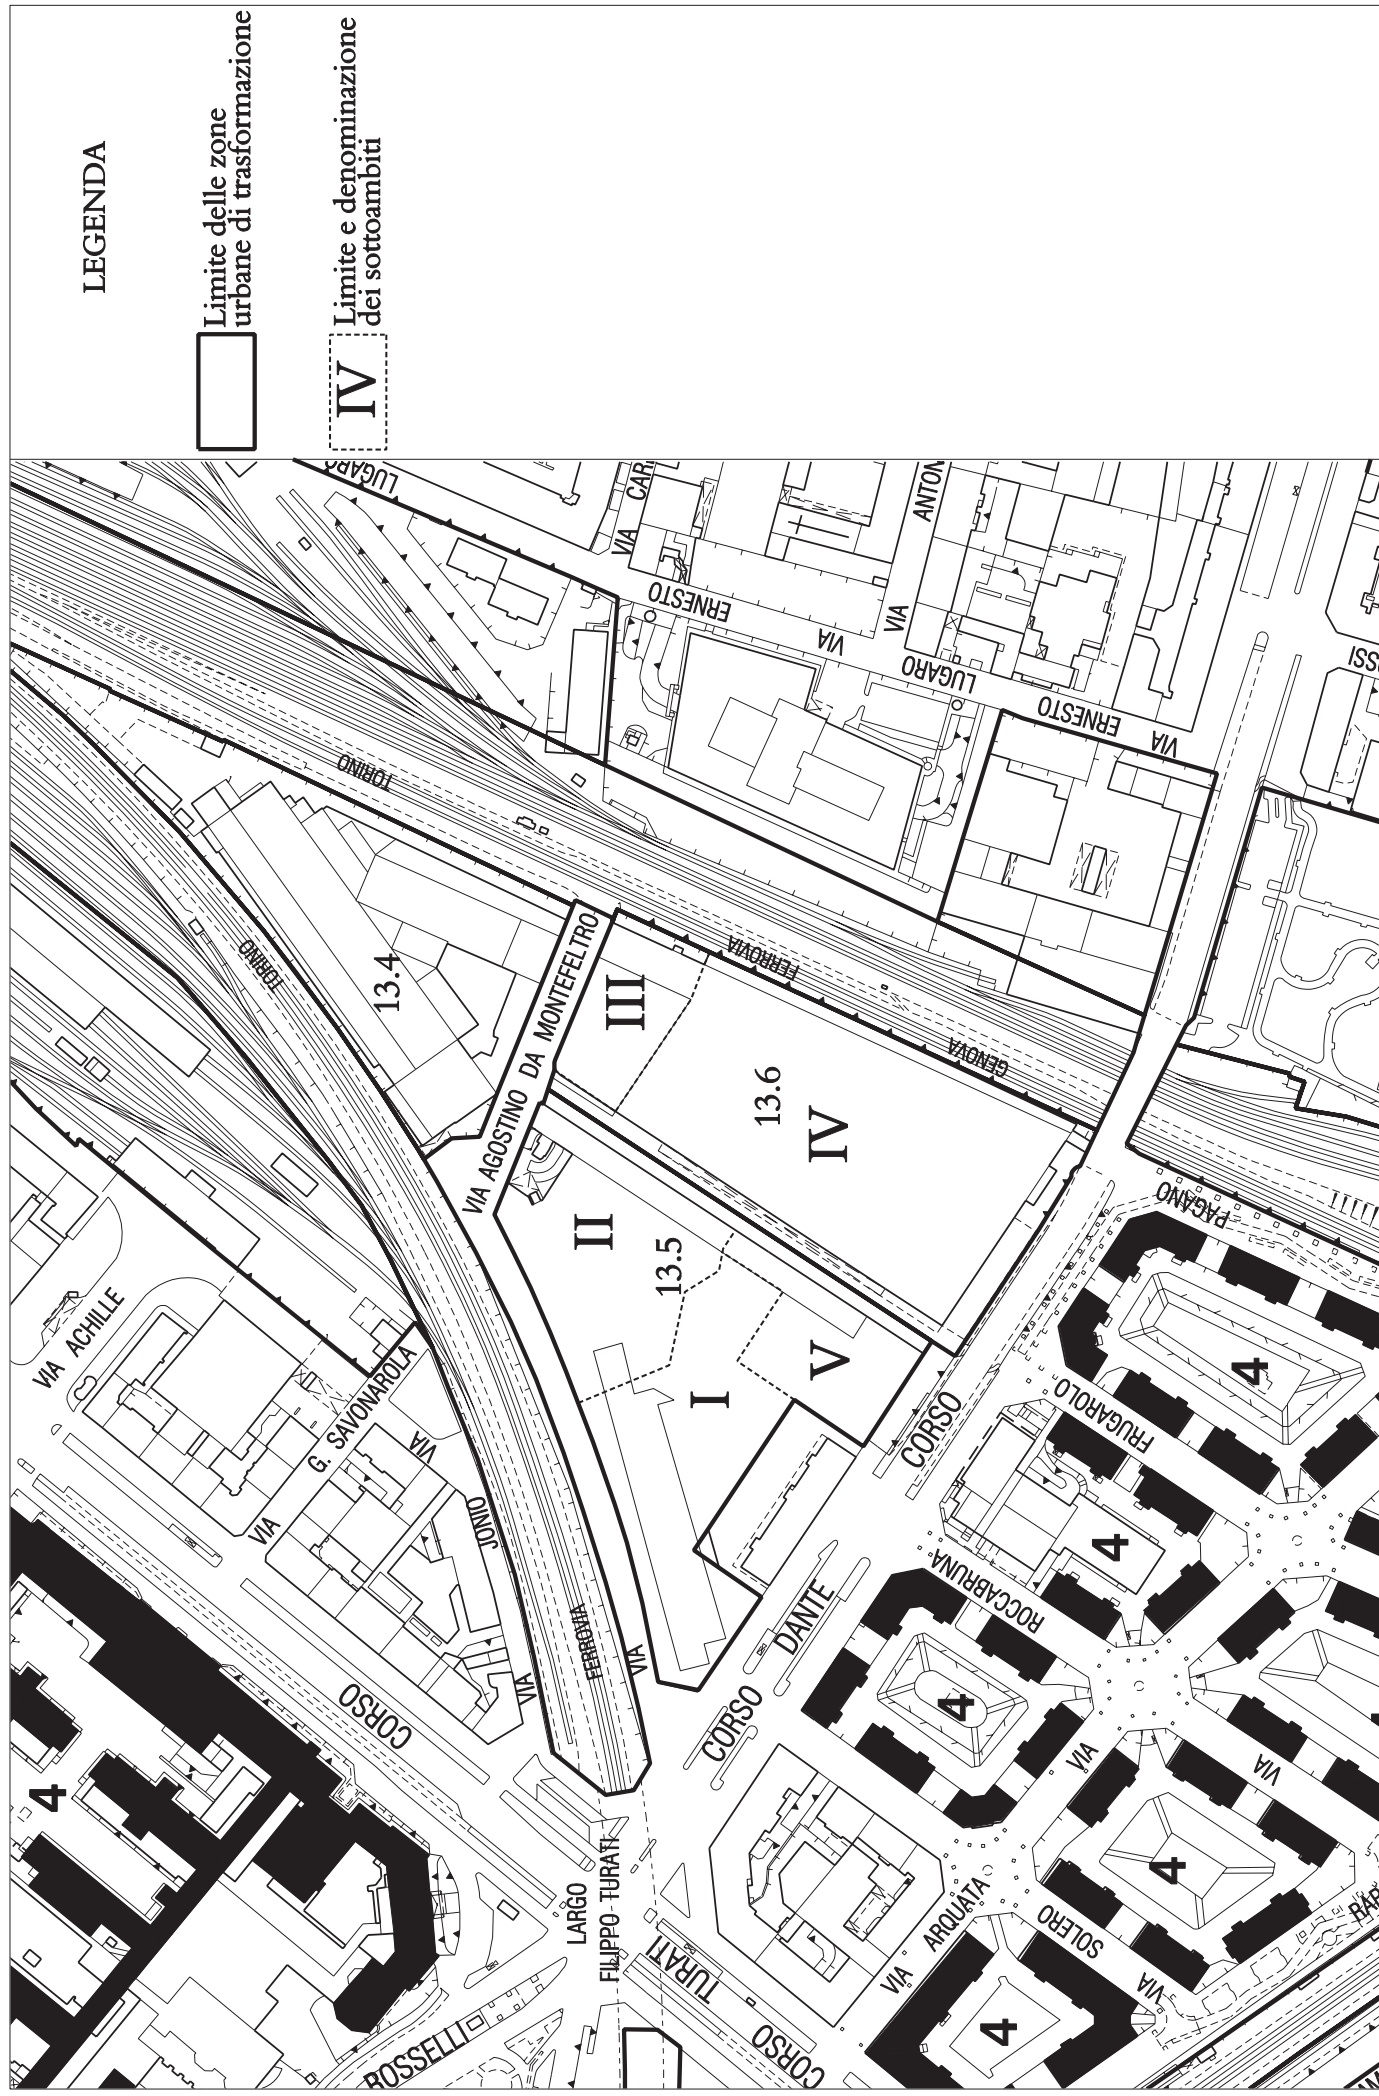 LEGENDA
Limite delle zone
urbane di trasformazione
IV
Limite e denominazione
dei sottoambiti
LUGARO
VIA
ERNESTO
VIA
ANTON
VIA
LUGARO
ERNESTO
VIA
TORINO
TORINO
13.4
VIA AGOSTINO DA MONTEFELTRO
III
FERROVIA
GENOVA
13.6
IV
II
13.5
V
I
VIA ACHILLE
VIA
G. SAVONAROLA
VIA
JONIO
VIA
FERROVIA
VIA
CORSO
CORSO
DANTE
CORSO
PAGANO
FRUGAROLO
ROCCABRUNA
4
4
4
4
4
4
VIA
VIA
LARGO
FILIPPO TURATI
TURATI
CORSO
ROSSELLI
VIA
ARQUATA
SOLERO
VIA